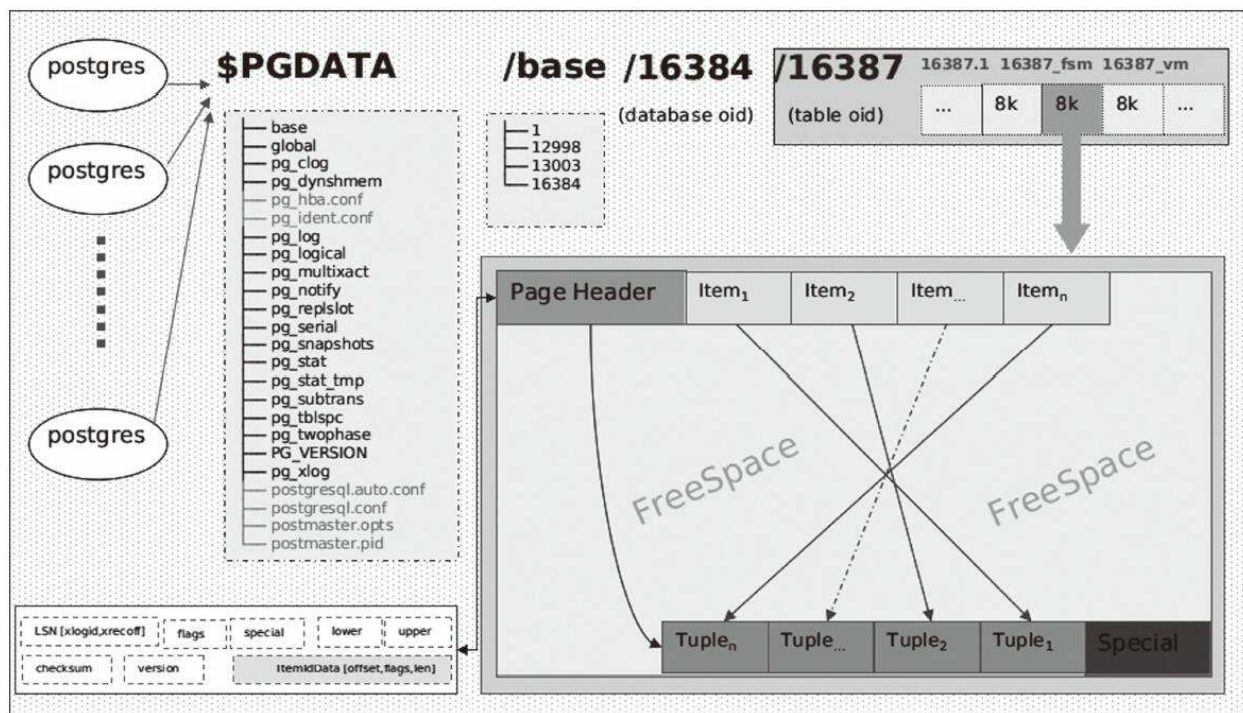 postgres
postgres
postgres
$PGDATA /base /16384 /16387
(database oid) (table oid)
16387.1 16387_fsm 16387_vm
... 8k 8k 8k ...
base
global
pg_clog
pg_dynshmem
pg_hba.conf
pg_ident.conf
pg_log
pg_logical
pg_multixact
pg_notify
pg_replslot
pg_serial
pg_snapshots
pg_stat
pg_stat_tmp
pg_subtrans
pg_tblspc
pg_twophase
PG_VERSION
pg_xlog
postgresql.auto.conf
postgresql.conf
postmaster.opts
postmaster.pid
1
12998
13003
16384
Page Header Item1 Item2 Item... Itemn
FreeSpace FreeSpace
Tuplen Tuple... Tuple2 Tuple1 Special
LSN [xlogid,xrecoff] flags special lower upper
checksum version ItemIdData [offset,flags,len]